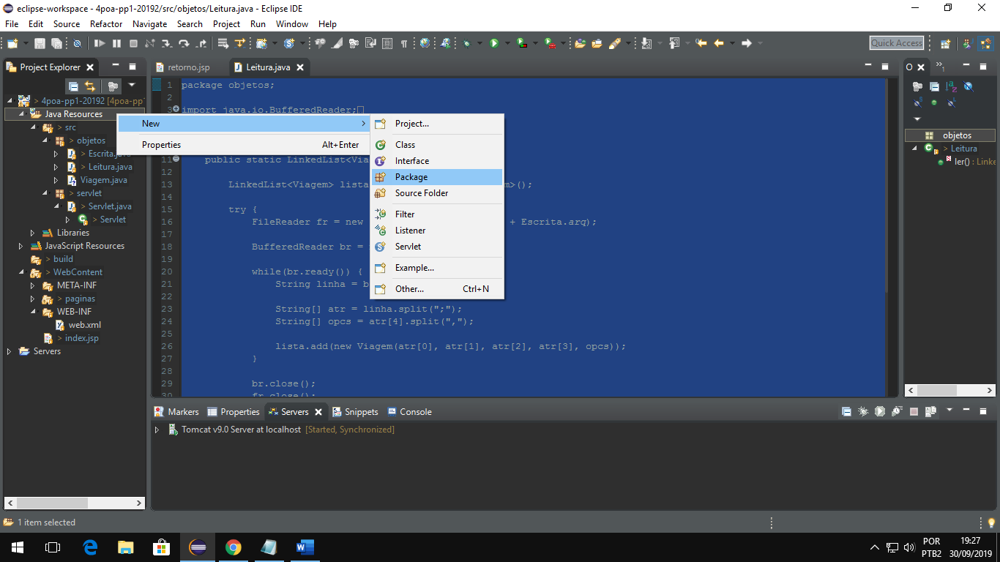 eclipse-workspace - 4poa-pp1-20192/src/objetos/Leitura.java - Eclipse IDE
File Edit Source Refactor Navigate Search Project Run Window Help
Quick Access
Project Explorer
> 4poa-pp1-20192 [4poa-pp
Java Resources
> src
> objetos
> Escrita.java
> Leitura.java
Viagem.java
> servlet
> Servlet.java
> Servlet
Libraries
JavaScript Resources
> build
> WebContent
META-INF
> paginas
WEB-INF
web.xml
> index.jsp
Servers
retorno.jsp Leitura.java
1 package objetos;
2
3 import java.io.BufferedReader;
11 public static LinkedList<Via
12
13 LinkedList<Viagem> lista m>();
14
15 try {
16 FileReader fr = new + Escrita.arq);
17
18 BufferedReader br =
19
20 while(br.ready()) {
21 String linha = b
22
23 String[] atr = linha.split(";");
24 String[] opcs = atr[4].split(",");
25
26 lista.add(new Viagem(atr[0], atr[1], atr[2], atr[3], opcs));
27 }
28
29 br.close();
30 fr.close();
New
Properties Alt+Enter
Project...
Class
Interface
Package
Source Folder
Filter
Listener
Servlet
Example...
Other... Ctrl+N
O
objetos
> Leitura
ler() : Linke
Markers Properties Servers Snippets Console
Tomcat v9.0 Server at localhost [Started, Synchronized]
1 item selected
POR
PTB2
19:27
30/09/2019